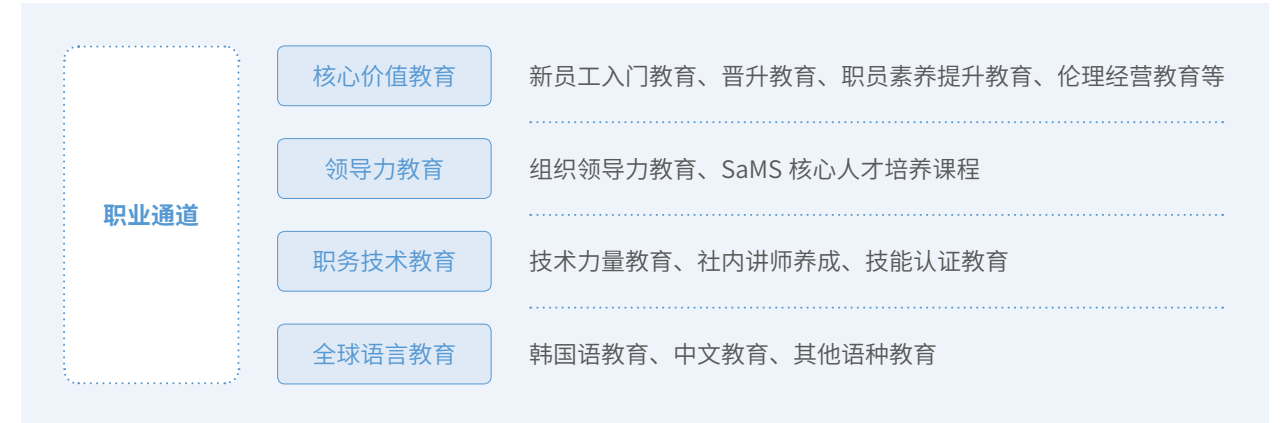 职业通道
核心价值教育
新员工入门教育、晋升教育、职员素养提升教育、伦理经营教育等
领导力教育
组织领导力教育、SaMS 核心人才培养课程
职务技术教育
技术力量教育、社内讲师养成、技能认证教育
全球语言教育
韩国语教育、中文教育、其他语种教育